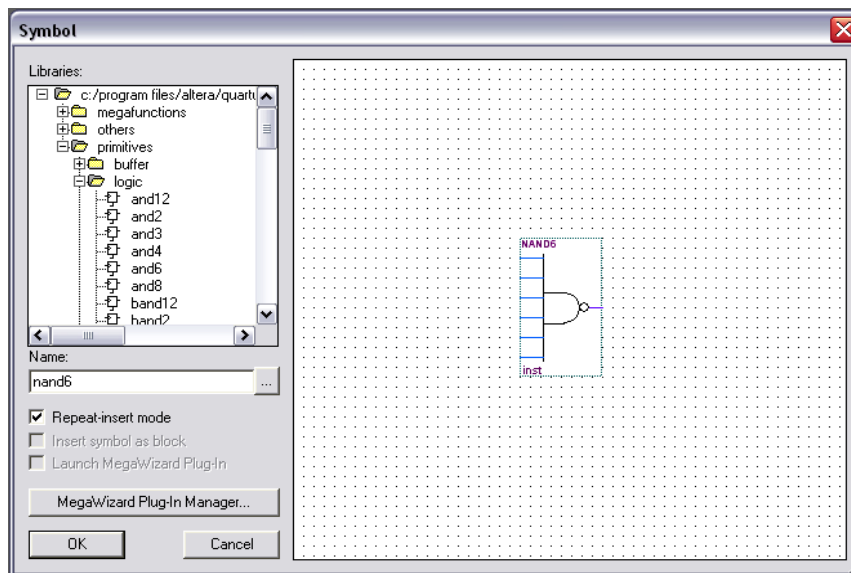 Symbol
Libraries:
c:/program files/altera/quartu
megafunctions
others
primitives
buffer
logic
and12
and2
and3
and4
and6
and8
band12
band2
Name:
nand6
...
Repeat-insert mode
Insert symbol as block
Launch MegaWizard Plug-In
MegaWizard Plug-In Manager...
OK
Cancel
NAND6
inst